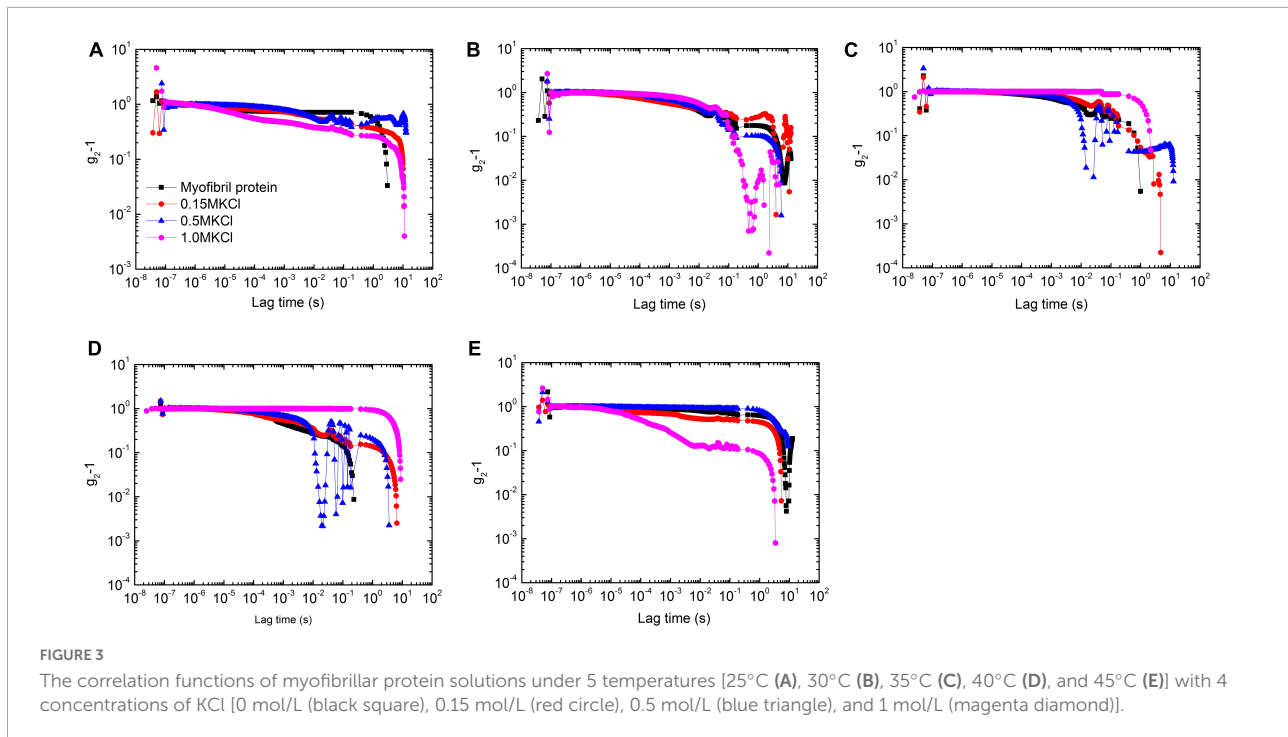 A
10^1
10^0
10^-1
10^-2
10^-3
g2-1
Myofibril protein
0.15MKCl
0.5MKCl
1.0MKCl
10^-8 10^-7 10^-6 10^-5 10^-4 10^-3 10^-2 10^-1 10^0 10^1 10^2
Lag time (s)
B
10^1
10^0
10^-1
10^-2
10^-3
10^-4
g2-1
10^-8 10^-7 10^-6 10^-5 10^-4 10^-3 10^-2 10^-1 10^0 10^1 10^2
Lag time (s)
C
10^1
10^0
10^-1
10^-2
10^-3
10^-4
g2-1
10^-8 10^-7 10^-6 10^-5 10^-4 10^-3 10^-2 10^-1 10^0 10^1 10^2
Lag time (s)
D
10^1
10^0
10^-1
10^-2
10^-3
10^-4
g2-1
10^-8 10^-7 10^-6 10^-5 10^-4 10^-3 10^-2 10^-1 10^0 10^1 10^2
Lag time (s)
E
10^1
10^0
10^-1
10^-2
10^-3
10^-4
g2-1
10^-8 10^-7 10^-6 10^-5 10^-4 10^-3 10^-2 10^-1 10^0 10^1 10^2
Lag time (s)
FIGURE 3
The correlation functions of myofibrillar protein solutions under 5 temperatures [25°C (A), 30°C (B), 35°C (C), 40°C (D), and 45°C (E)] with 4
concentrations of KCl [0 mol/L (black square), 0.15 mol/L (red circle), 0.5 mol/L (blue triangle), and 1 mol/L (magenta diamond)].